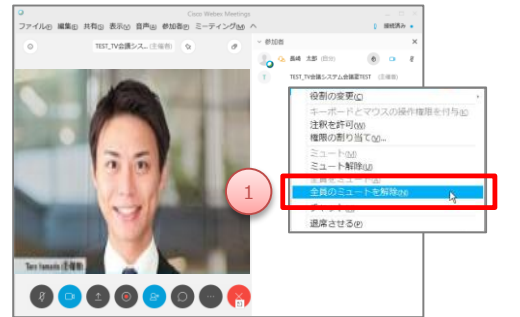 Cisco Webex Meetings
ファイル(F) 編集(E) 共有(S) 表示(V) 音声(A) 参加者(P) ミーティング(M) ヘ
接続済み
TEST_TV会議シス... (主催者)
参加者
長崎 太郎 (自分)
TEST_TV会議システム会議室TEST (主催者)
役割の変更(C)
キーボードとマウスの操作権限を付与(K)
注釈を許可(W)
権限の割り当て(V)...
ミュート(M)
ミュート解除(U)
全員のミュートを解除(N)
退席させる(P)
1